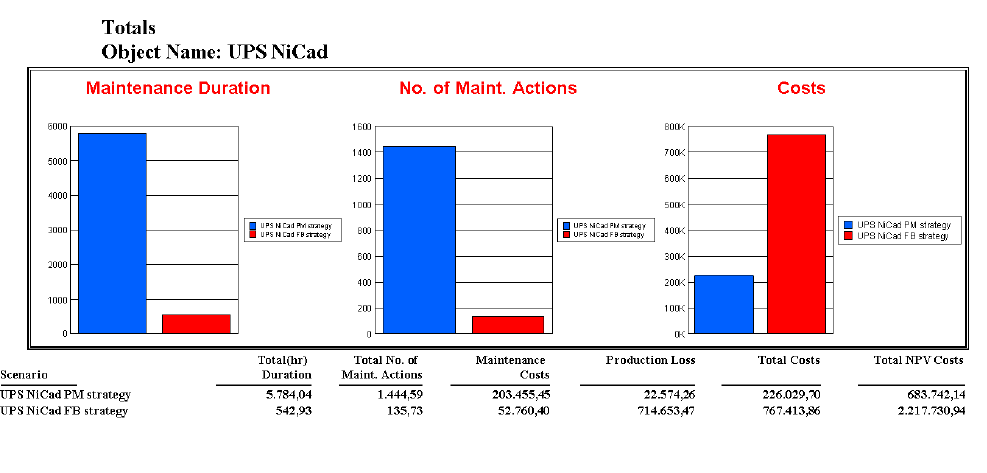 Totals
Object Name: UPS NiCad
Maintenance Duration
No. of Maint. Actions
Costs
6000
5000
4000
3000
2000
1000
0
UPS NiCad PM strategy
UPS NiCad FB strategy
1600
1400
1200
1000
800
600
400
200
0
UPS NiCad PM strategy
UPS NiCad FB strategy
800K
700K
600K
500K
400K
300K
200K
100K
0K
UPS NiCad PM strategy
UPS NiCad FB strategy
Total(hr) Total No. of Maintenance Production Loss Total Costs Total NPV Costs
Scenario Duration Maint. Actions Costs
UPS NiCad PM strategy 5.784,04 1.444,59 203.455,45 22.574,26 226.029,70 683.742,14
UPS NiCad FB strategy 542,93 135,73 52.760,40 714.653,47 767.413,86 2.217.730,94